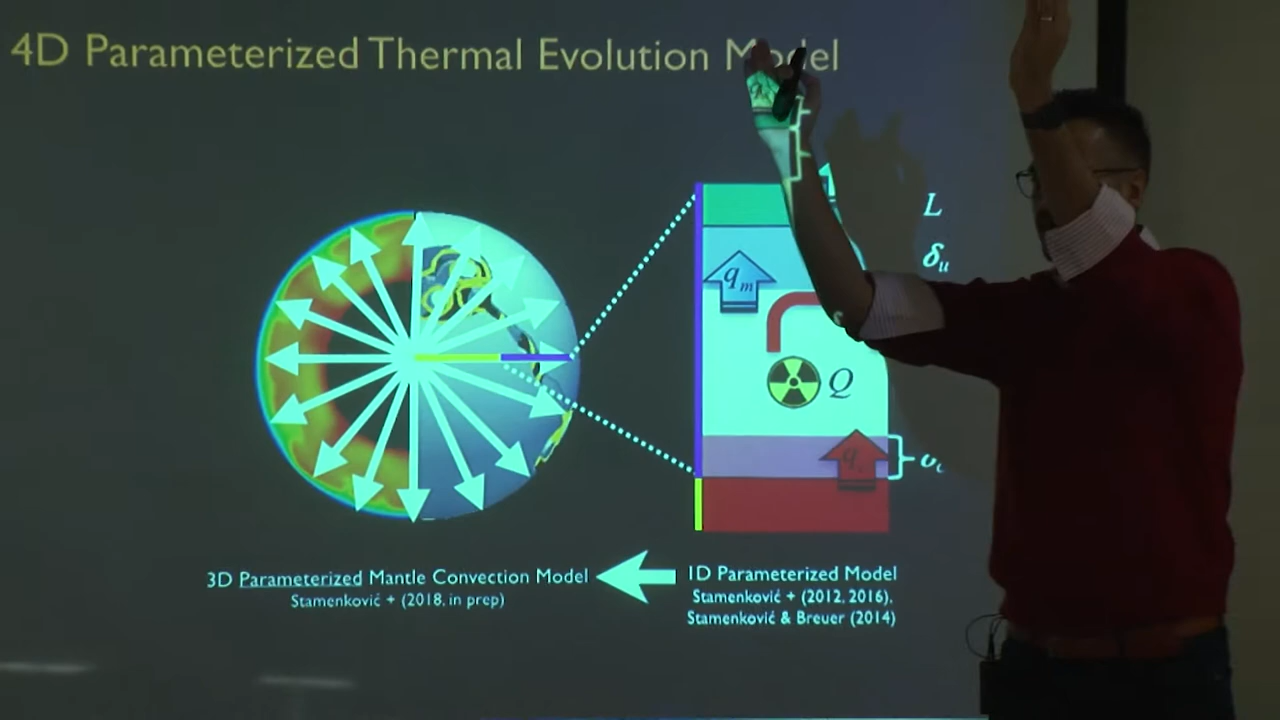 4D Parameterized Thermal Evolution Model
L
δu
qm
Q
3D Parameterized Mantle Convection Model
Stamenković + (2018, in prep)
1D Parameterized Model
Stamenković + (2012, 2016),
Stamenković & Breuer (2014)